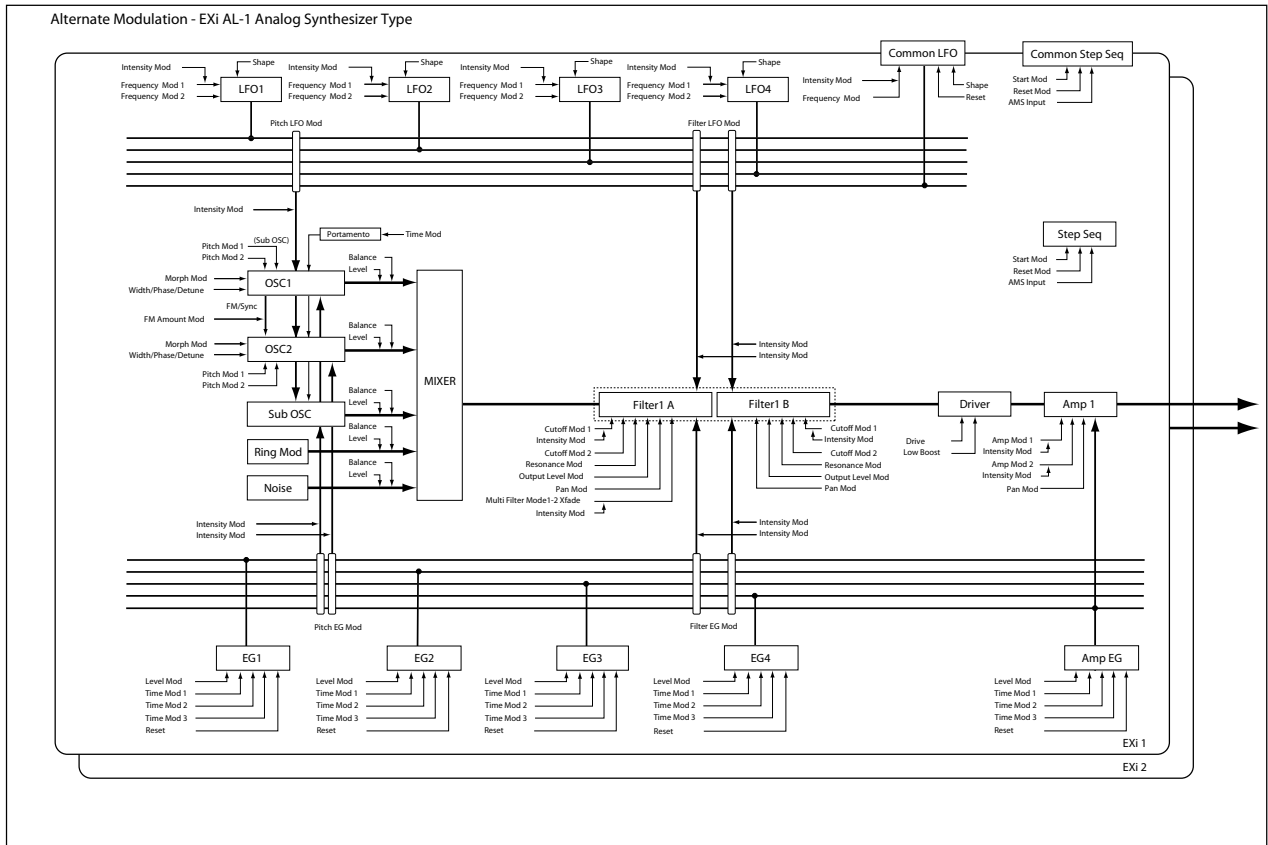 Alternate Modulation - EXi AL-1 Analog Synthesizer Type
Common LFO
Common Step Seq
Intensity Mod
Shape
Frequency Mod 1
Frequency Mod 2
LFO1
Intensity Mod
Shape
Frequency Mod 1
Frequency Mod 2
LFO2
Intensity Mod
Shape
Frequency Mod 1
Frequency Mod 2
LFO3
Intensity Mod
Shape
Frequency Mod 1
Frequency Mod 2
LFO4
Intensity Mod
Frequency Mod
Shape
Reset
Start Mod
Reset Mod
AMS Input
Pitch LFO Mod
Filter LFO Mod
Intensity Mod
Portamento
Time Mod
(Sub OSC)
Pitch Mod 1
Pitch Mod 2
Step Seq
Start Mod
Reset Mod
AMS Input
Morph Mod
Width/Phase/Detune
OSC1
Balance
Level
FM/Sync
FM Amount Mod
Morph Mod
Width/Phase/Detune
OSC2
Balance
Level
Pitch Mod 1
Pitch Mod 2
Intensity Mod
Intensity Mod
MIXER
Sub OSC
Balance
Level
Ring Mod
Balance
Level
Noise
Balance
Level
Filter1 A
Filter1 B
Driver
Amp 1
Cutoff Mod 1
Intensity Mod
Cutoff Mod 2
Resonance Mod
Output Level Mod
Pan Mod
Multi Filter Mode1-2 Xfade
Intensity Mod
Cutoff Mod 1
Intensity Mod
Cutoff Mod 2
Resonance Mod
Output Level Mod
Pan Mod
Drive
Low Boost
Amp Mod 1
Intensity Mod
Amp Mod 2
Intensity Mod
Pan Mod
Intensity Mod
Intensity Mod
Intensity Mod
Intensity Mod
Pitch EG Mod
Filter EG Mod
EG1
Level Mod
Time Mod 1
Time Mod 2
Time Mod 3
Reset
EG2
Level Mod
Time Mod 1
Time Mod 2
Time Mod 3
Reset
EG3
Level Mod
Time Mod 1
Time Mod 2
Time Mod 3
Reset
EG4
Level Mod
Time Mod 1
Time Mod 2
Time Mod 3
Reset
Amp EG
Level Mod
Time Mod 1
Time Mod 2
Time Mod 3
Reset
EXi 1
EXi 2